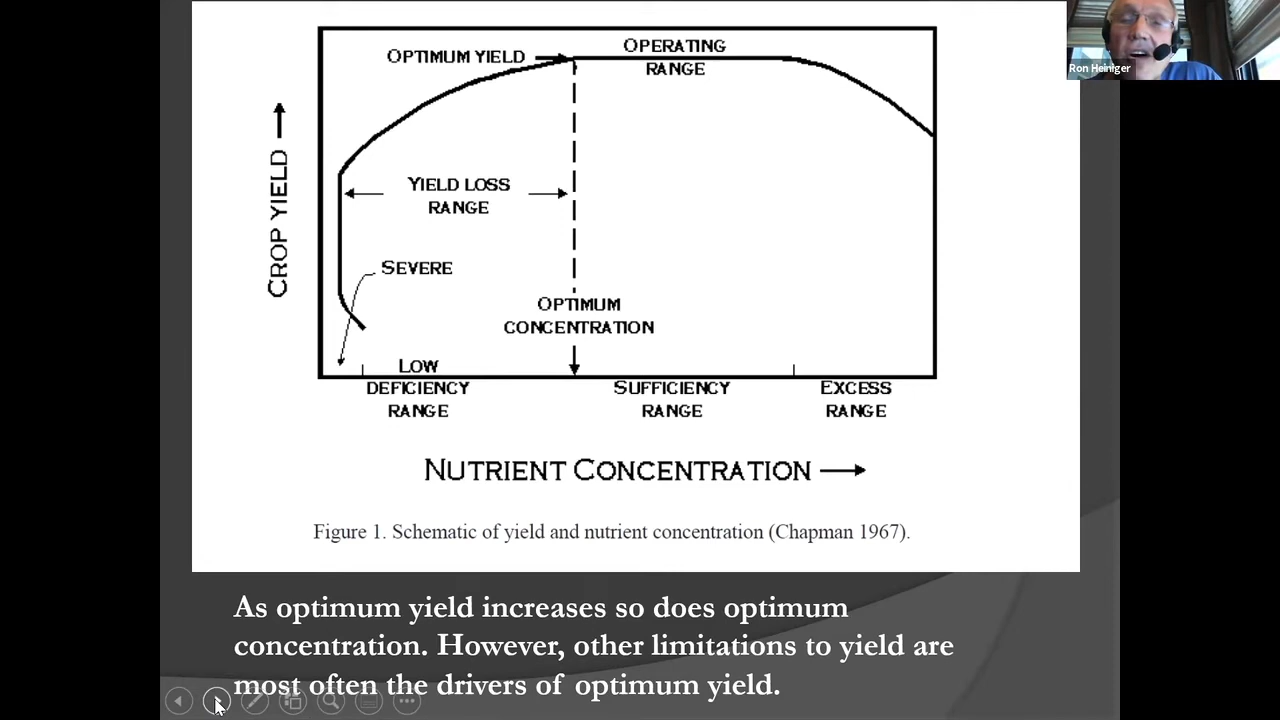 Ron Heiniger
OPTIMUM YIELD
OPERATING
RANGE
CROP YIELD
YIELD LOSS
RANGE
SEVERE
OPTIMUM
CONCENTRATION
LOW
DEFICIENCY
RANGE
SUFFICIENCY
RANGE
EXCESS
RANGE
NUTRIENT CONCENTRATION
Figure 1. Schematic of yield and nutrient concentration (Chapman 1967).
As optimum yield increases so does optimum
concentration. However, other limitations to yield are
most often the drivers of optimum yield.